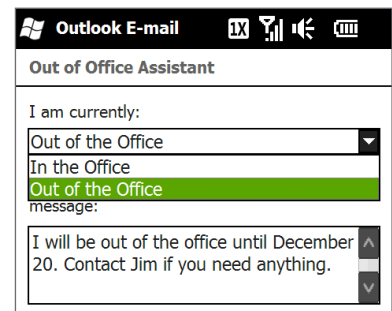 Outlook E-mail 1X
Out of Office Assistant
I am currently:
Out of the Office
In the Office
Out of the Office
message:
I will be out of the office until December
20. Contact Jim if you need anything.